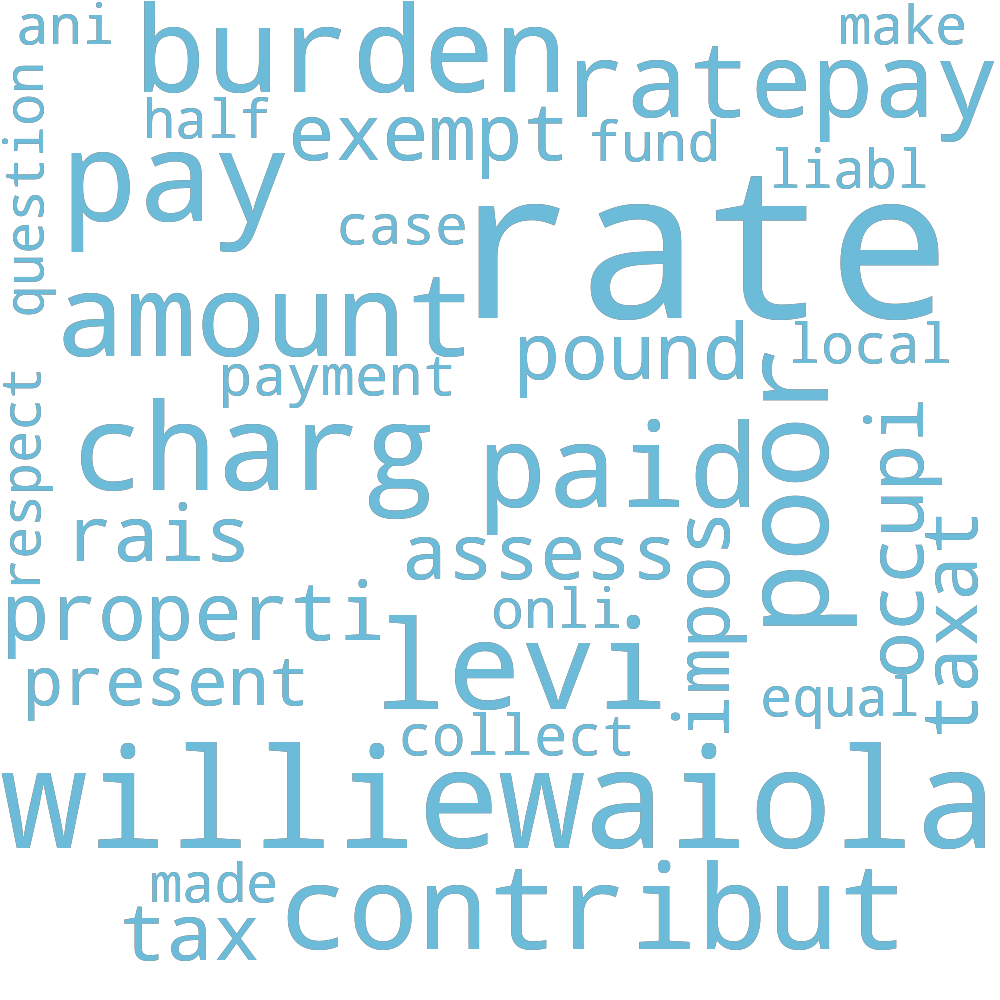 ani
burden
make
ratepay
half
exempt
fund
question
pay
liabl
case
rate
amount
pound
local
payment
poor
respect
charg
paid
occupi
rais
assess
impos
taxat
properti
onli
levi
present
equal
collect
williewaiola
made
contribut
tax